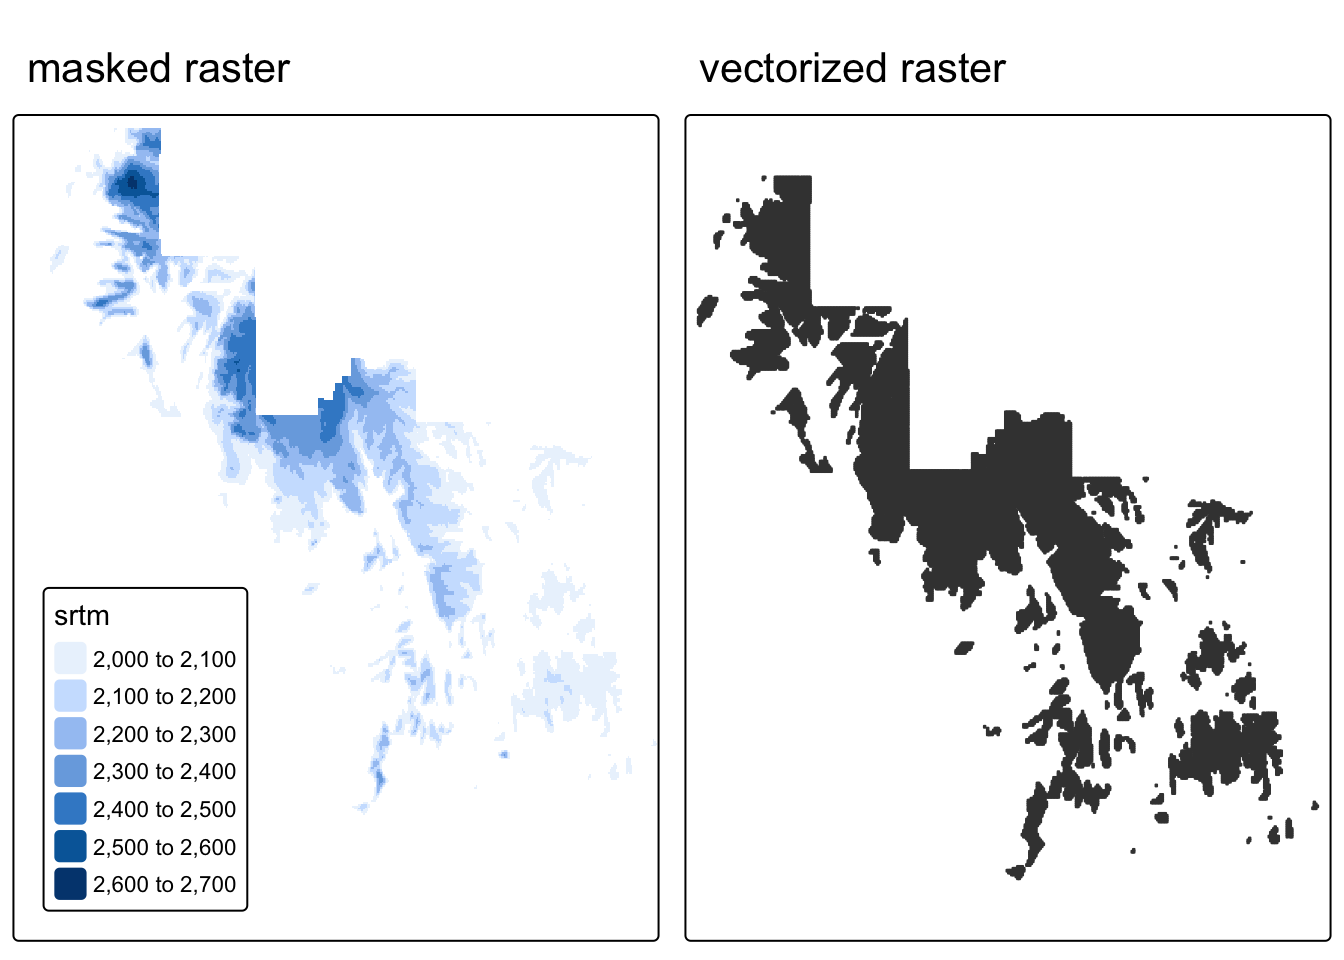 masked raster
vectorized raster
srtm
2,000 to 2,100
2,100 to 2,200
2,200 to 2,300
2,300 to 2,400
2,400 to 2,500
2,500 to 2,600
2,600 to 2,700